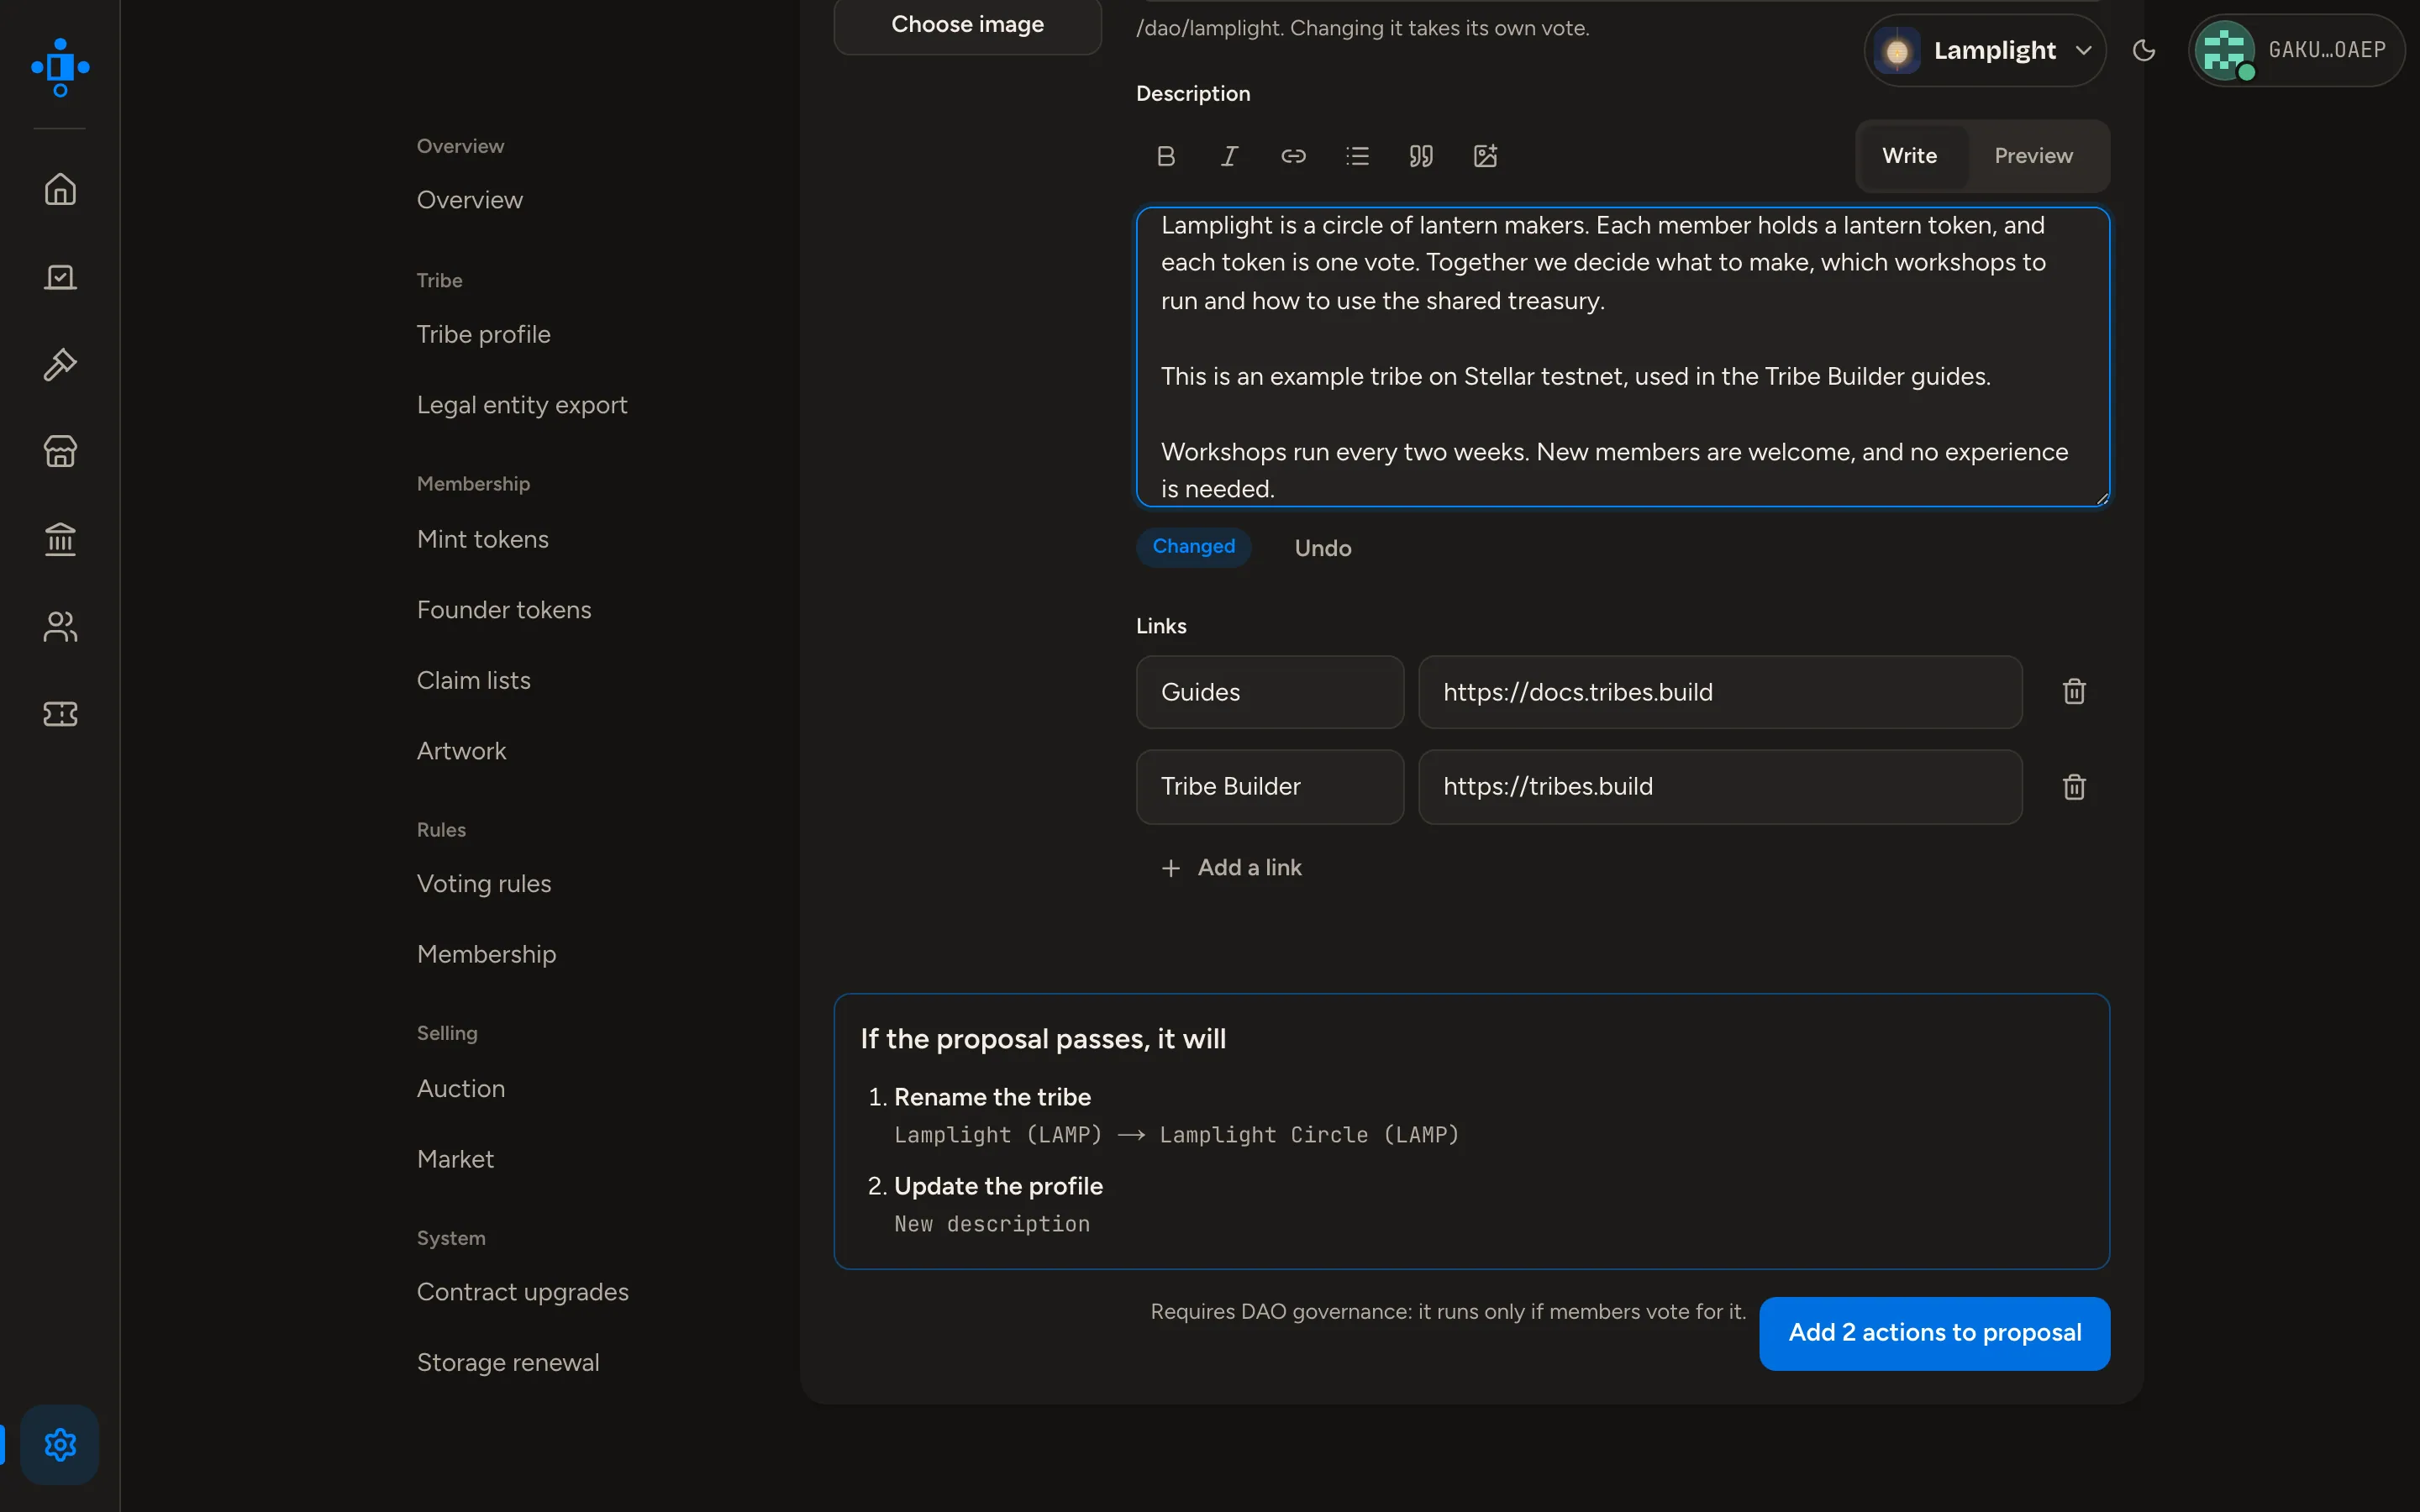 Choose image
/dao/lamplight. Changing it takes its own vote.
Lamplight
GAKU...OAEP
Description
Write
Preview
Lamplight is a circle of lantern makers. Each member holds a lantern token, and
each token is one vote. Together we decide what to make, which workshops to
run and how to use the shared treasury.
This is an example tribe on Stellar testnet, used in the Tribe Builder guides.
Workshops run every two weeks. New members are welcome, and no experience
is needed.
Changed
Undo
Links
Guides
https://docs.tribes.build
Tribe Builder
https://tribes.build
Add a link
If the proposal passes, it will
1. Rename the tribe
Lamplight (LAMP) → Lamplight Circle (LAMP)
2. Update the profile
New description
Requires DAO governance: it runs only if members vote for it.
Add 2 actions to proposal
Overview
Overview
Tribe
Tribe profile
Legal entity export
Membership
Mint tokens
Founder tokens
Claim lists
Artwork
Rules
Voting rules
Membership
Selling
Auction
Market
System
Contract upgrades
Storage renewal